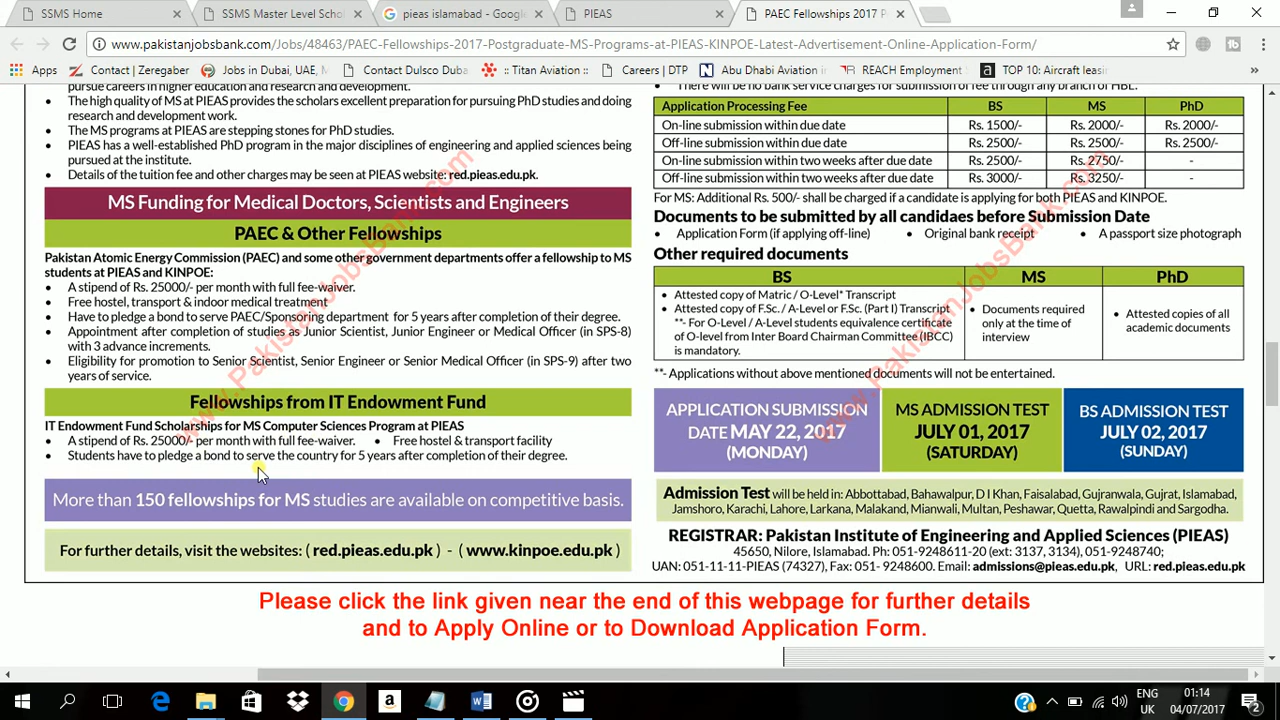 SSMS Home
SSMS Master Level Schol
pieas islamabad - Google
PIEAS
PAEC Fellowships 2017 P
www.pakistanjobsbank.com/Jobs/48463/PAEC-Fellowships-2017-Postgraduate-MS-Programs-at-PIEAS-KINPOE-Latest-Advertisement-Online-Application-Form/
Apps
Contact | Zeregaber
Jobs in Dubai, UAE, M
Contact Dulsco Duba
:: Titan Aviation ::
Careers | DTP
Abu Dhabi Aviation in
REACH Employment
TOP 10: Aircraft leasin
»
pursue careers in higher education and research and development.
• The high quality of MS at PIEAS provides the scholars excellent preparation for pursuing PhD studies and doing
research and development work.
• The MS programs at PIEAS are stepping stones for PhD studies.
• PIEAS has a well-established PhD program in the major disciplines of engineering and applied sciences being
pursued at the institute.
• Details of the tuition fee and other charges may be seen at PIEAS website: red.pieas.edu.pk.
MS Funding for Medical Doctors, Scientists and Engineers
PAEC & Other Fellowships
Pakistan Atomic Energy Commission (PAEC) and some other government departments offer a fellowship to MS
students at PIEAS and KINPOE:
• A stipend of Rs. 25000/- per month with full fee-waiver.
• Free hostel, transport & indoor medical treatment
• Have to pledge a bond to serve PAEC/Sponsoring department for 5 years after completion of their degree.
• Appointment after completion of studies as Junior Scientist, Junior Engineer or Medical Officer (in SPS-8)
with 3 advance increments.
• Eligibility for promotion to Senior Scientist, Senior Engineer or Senior Medical Officer (in SPS-9) after two
years of service.
Fellowships from IT Endowment Fund
IT Endowment Fund Scholarships for MS Computer Sciences Program at PIEAS
• A stipend of Rs. 25000/- per month with full fee-waiver. • Free hostel & transport facility
• Students have to pledge a bond to serve the country for 5 years after completion of their degree.
More than 150 fellowships for MS studies are available on competitive basis.
For further details, visit the websites: ( red.pieas.edu.pk ) - ( www.kinpoe.edu.pk )
www.PakistanJobsBank.com
• There will be no bank service charges for submission of fee through any branch of HBL.
Application Processing Fee BS MS PhD
On-line submission within due date Rs. 1500/- Rs. 2000/- Rs. 2000/-
Off-line submission within due date Rs. 2500/- Rs. 2500/- Rs. 2500/-
On-line submission within two weeks after due date Rs. 2500/- Rs. 2750/- -
Off-line submission within two weeks after due date Rs. 3000/- Rs. 3250/- -
For MS: Additional Rs. 500/- shall be charged if a candidate is applying for both PIEAS and KINPOE.
Documents to be submitted by all candidaes before Submission Date
• Application Form (if applying off-line) • Original bank receipt • A passport size photograph
Other required documents
BS MS PhD
• Attested copy of Matric / O-Level* Transcript
• Attested copy of F.Sc. / A-Level or F.Sc. (Part I) Transcript
**- For O-Level / A-Level students equivalence certificate
of O-level from Inter Board Chairman Committee (IBCC)
is mandatory.
• Documents required
only at the time of
interview
• Attested copies of all
academic documents
**- Applications without above mentioned documents will not be entertained.
APPLICATION SUBMISSION
DATE MAY 22, 2017
(MONDAY)
MS ADMISSION TEST
JULY 01, 2017
(SATURDAY)
BS ADMISSION TEST
JULY 02, 2017
(SUNDAY)
Admission Test will be held in: Abbottabad, Bahawalpur, D I Khan, Faisalabad, Gujranwala, Gujrat, Islamabad,
Jamshoro, Karachi, Lahore, Larkana, Malakand, Mianwali, Multan, Peshawar, Quetta, Rawalpindi and Sargodha.
REGISTRAR: Pakistan Institute of Engineering and Applied Sciences (PIEAS)
45650, Nilore, Islamabad. Ph: 051-9248611-20 (ext: 3137, 3134), 051-9248740;
UAN: 051-11-11-PIEAS (74327), Fax: 051- 9248600. Email: admissions@pieas.edu.pk, URL: red.pieas.edu.pk
www.PakistanJobsBank.com
Please click the link given near the end of this webpage for further details
and to Apply Online or to Download Application Form.
ENG
UK
01:14
04/07/2017
2